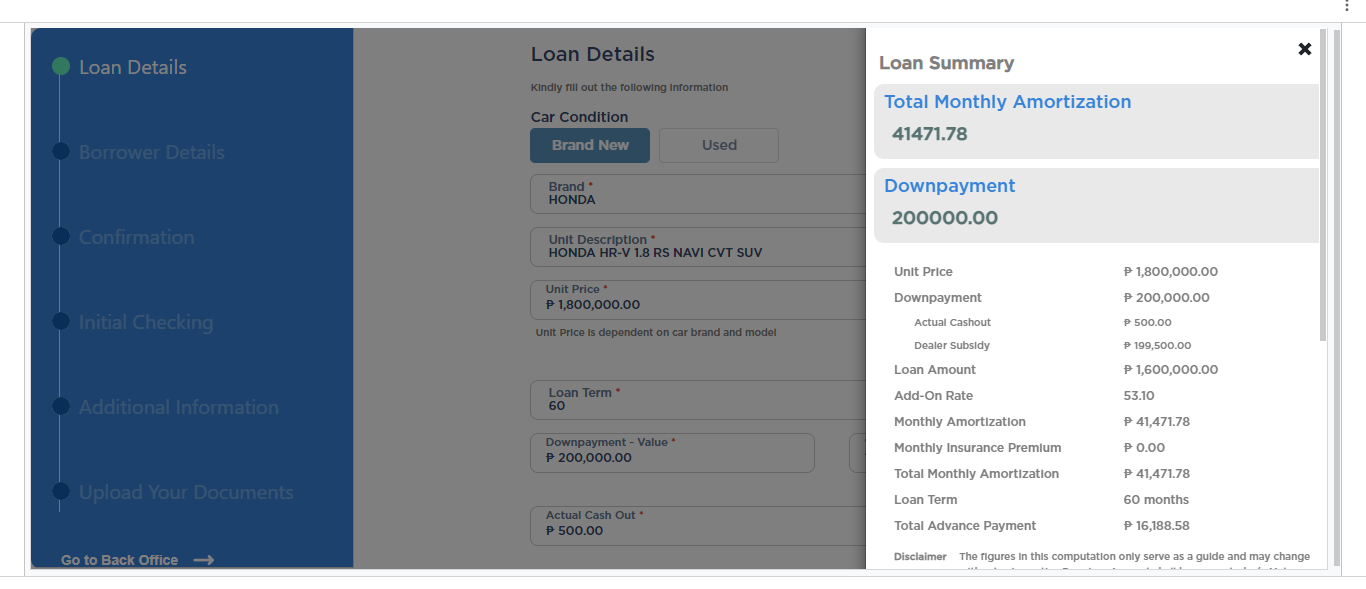 Loan Details
Borrower Details
Confirmation
Initial Checking
Additional Information
Upload Your Documents
Go to Back Office
Loan Details
Kindly fill out the following information
Car Condition
Brand New
Used
Brand *
HONDA
Unit Description *
HONDA HR-V 1.8 RS NAVI CVT SUV
Unit Price *
₱ 1,800,000.00
Unit Price is dependent on car brand and model
Loan Term *
60
Downpayment - Value *
₱ 200,000.00
Actual Cash Out *
₱ 500.00
Loan Summary
Total Monthly Amortization
41471.78
Downpayment
200000.00
Unit Price ₱ 1,800,000.00
Downpayment ₱ 200,000.00
Actual Cashout ₱ 500.00
Dealer Subsidy ₱ 199,500.00
Loan Amount ₱ 1,600,000.00
Add-On Rate 53.10
Monthly Amortization ₱ 41,471.78
Monthly Insurance Premium ₱ 0.00
Total Monthly Amortization ₱ 41,471.78
Loan Term 60 months
Total Advance Payment ₱ 16,188.58
Disclaimer The figures in this computation only serve as a guide and may change